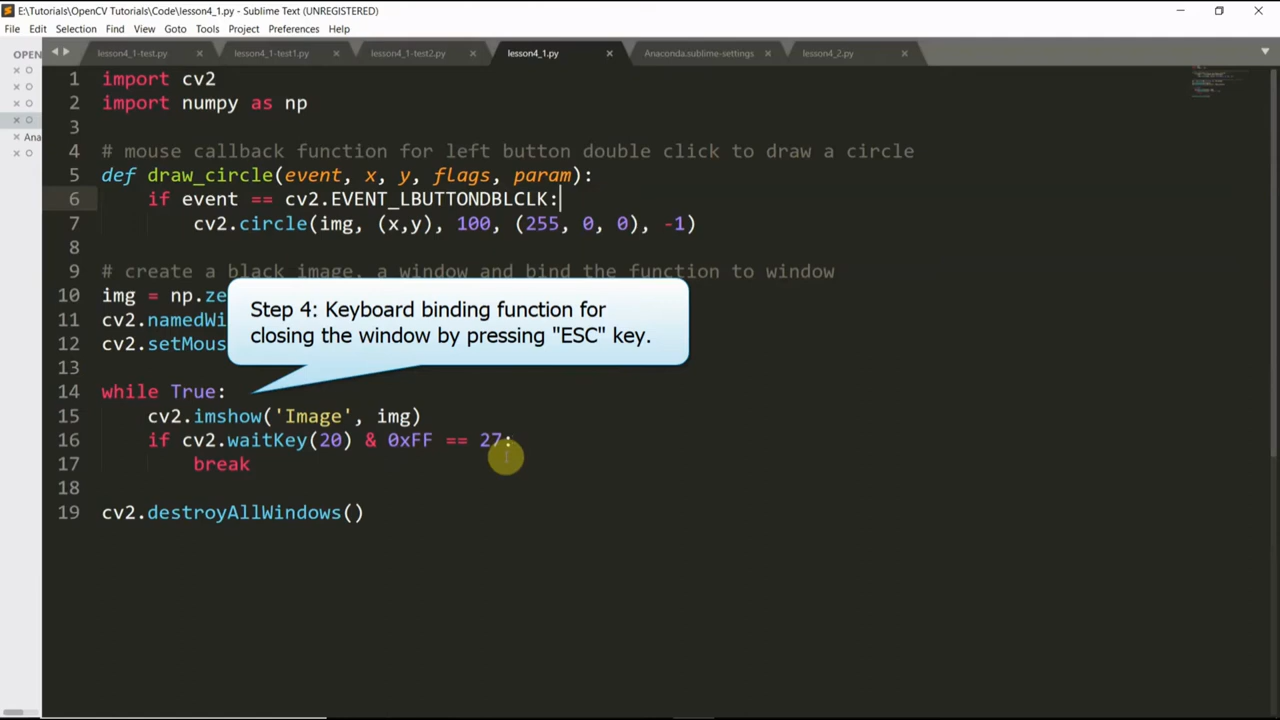 E:\Tutorials\OpenCV Tutorials\Code\lesson4_1.py - Sublime Text (UNREGISTERED)
File Edit Selection Find View Goto Tools Project Preferences Help
OPEN
lesson4_1-test.py lesson4_1-test1.py lesson4_1-test2.py lesson4_1.py Anaconda.sublime-settings lesson4_2.py
Ana
1 import cv2
2 import numpy as np
3
4 # mouse callback function for left button double click to draw a circle
5 def draw_circle(event, x, y, flags, param):
6 if event == cv2.EVENT_LBUTTONDBLCLK:
7 cv2.circle(img, (x,y), 100, (255, 0, 0), -1)
8
9 # create a black image, a window and bind the function to window
10 img = np.ze
11 cv2.namedWi
12 cv2.setMous
Step 4: Keyboard binding function for
closing the window by pressing "ESC" key.
13
14 while True:
15 cv2.imshow('Image', img)
16 if cv2.waitKey(20) & 0xFF == 27:
17 break
18
19 cv2.destroyAllWindows()